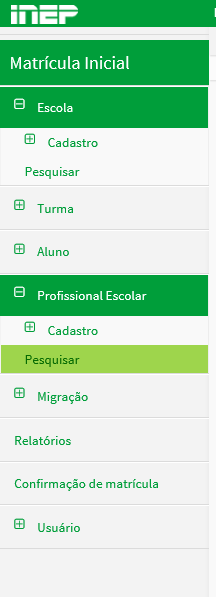 inep
Matrícula Inicial
Escola
Cadastro
Pesquisar
Turma
Aluno
Profissional Escolar
Cadastro
Pesquisar
Migração
Relatórios
Confirmação de matrícula
Usuário